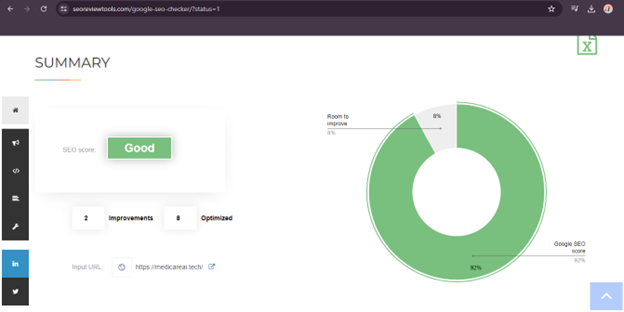 seoreviewtools.com/google-seo-checker/?status=1
X
SUMMARY
SEO score:
Good
2 Improvements 8 Optimized
Input URL: https://medicareai.tech/
Room to
improve
8%
8%
Google SEO
score
92%
92%
in